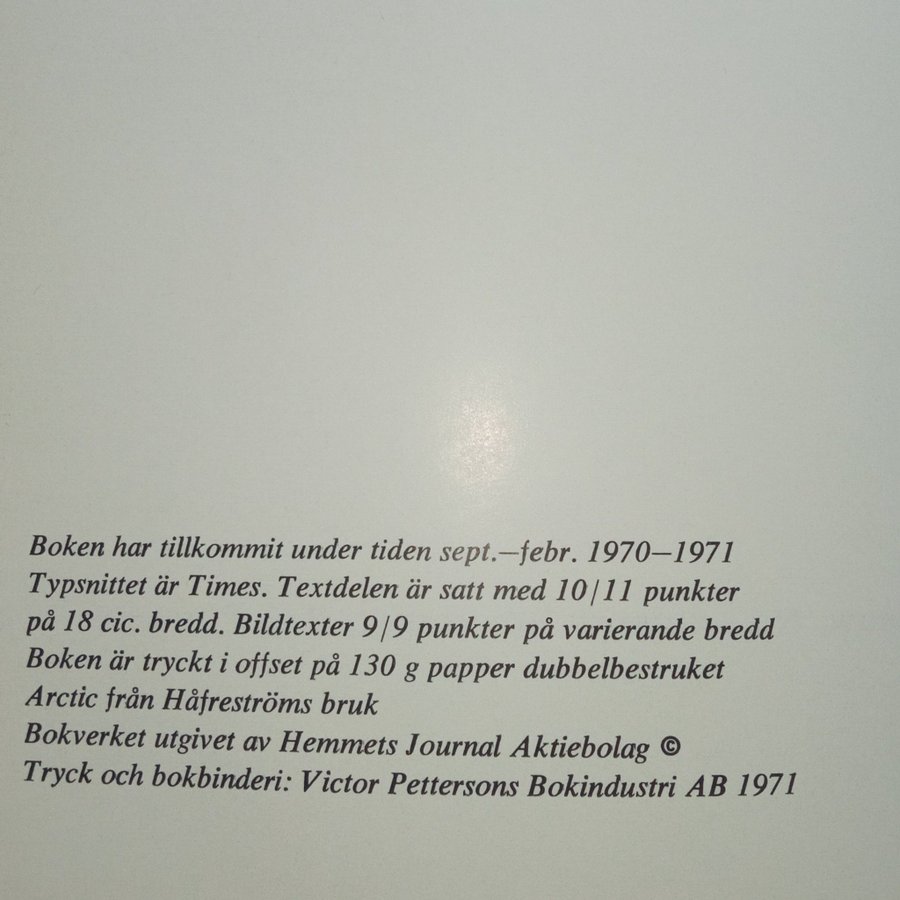 Boken har tillkommit under tiden sept.—febr. 1970—1971
Typsnittet är Times. Textdelen är satt med 10/11 punkter
på 18 cic. bredd. Bildtexter 9/9 punkter på varierande bredd
Boken är tryckt i offset på 130 g papper dubbelbestruket
Arctic från Håfreströms bruk
Bokverket utgivet av Hemmets Journal Aktiebolag ©
Tryck och bokbinderi: Victor Pettersons Bokindustri AB 1971